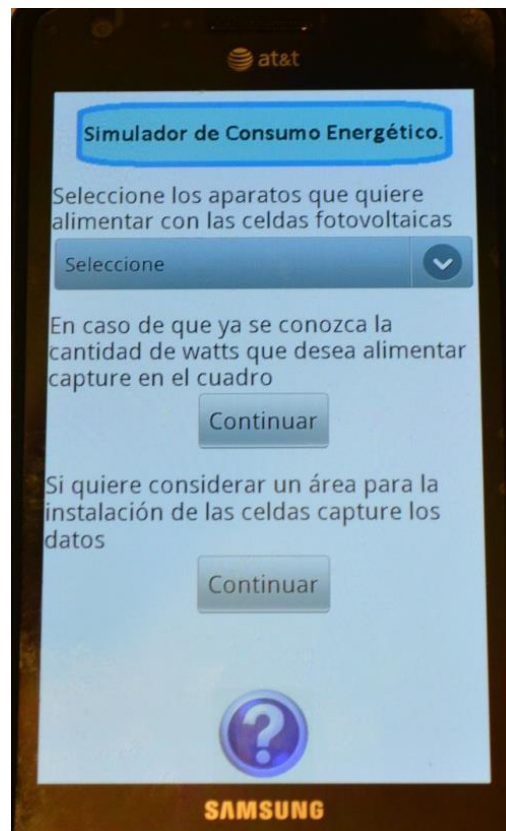 at&t
Simulador de Consumo Energético.
Seleccione los aparatos que quiere
alimentar con las celdas fotovoltaicas
Seleccione
En caso de que ya se conozca la
cantidad de watts que desea alimentar
capture en el cuadro
Continuar
Si quiere considerar un área para la
instalación de las celdas capture los
datos
Continuar
?
SAMSUNG